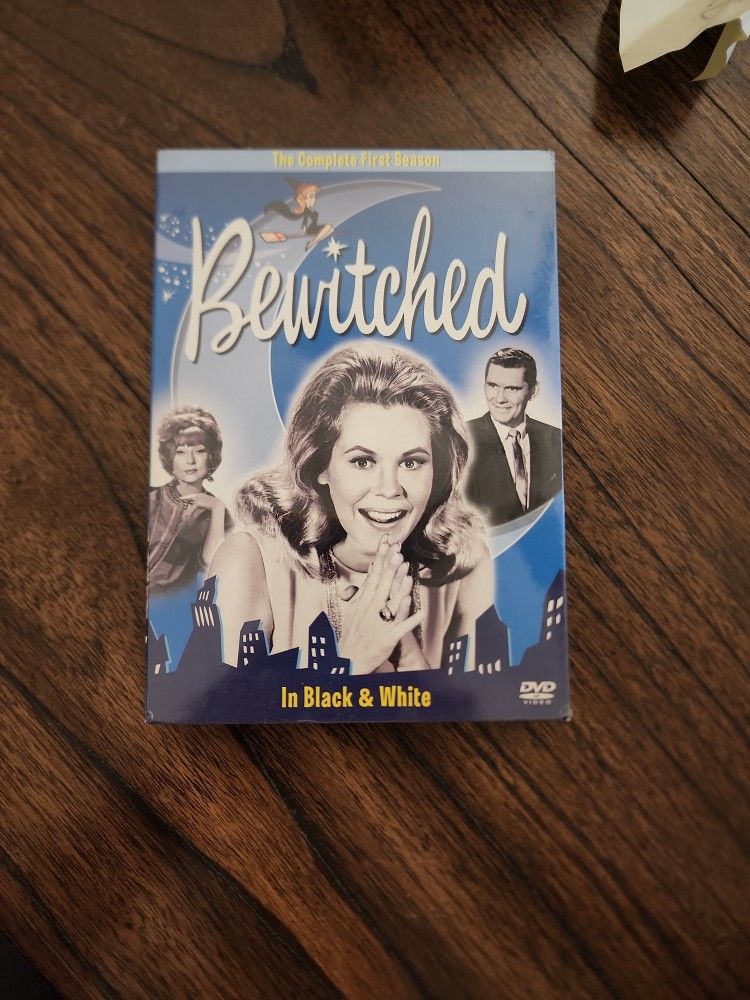 The Complete First Season
Bewitched
In Black & White
DVD
VIDEO